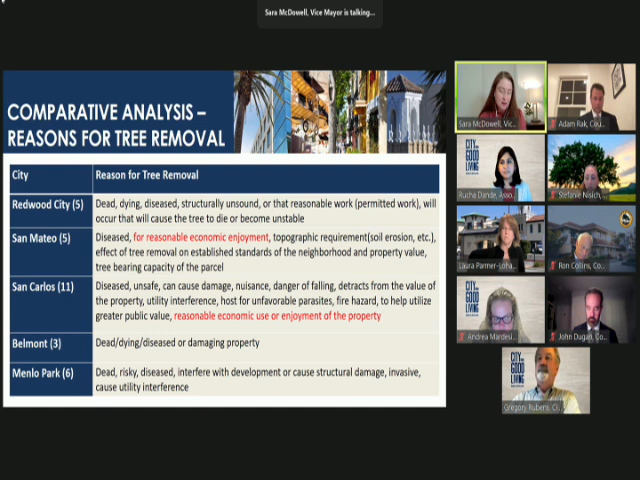 Sara McDowell, Vice Mayor is talking...
COMPARATIVE ANALYSIS –
REASONS FOR TREE REMOVAL
City Reason for Tree Removal
Redwood City (5) Dead, dying, diseased, structurally unsound, or that reasonable work (permitted work), will
occur that will cause the tree to die or become unstable
San Mateo (5) Diseased, for reasonable economic enjoyment, topographic requirement(soil erosion, etc.),
effect of tree removal on established standards of the neighborhood and property value,
tree bearing capacity of the parcel
San Carlos (11) Diseased, unsafe, can cause damage, nuisance, danger of falling, detracts from the value of
the property, utility interference, host for unfavorable parasites, fire hazard, to help utilize
greater public value, reasonable economic use or enjoyment of the property
Belmont (3) Dead/dying/diseased or damaging property
Menlo Park (6) Dead, risky, diseased, interfere with development or cause structural damage, invasive,
cause utility interference
Sara McDowell, Vic...
Adam Rak, Cou...
CITY
GOOD
LIVING
Rucha Dande, Asso...
Stefanie Nisich, ...
Laura Parmer-Loha...
Ron Collins, Co...
Andrea Mardesi...
John Dugan, Co...
CITY
GOOD
LIVING
Gregory Rubens, Ci...